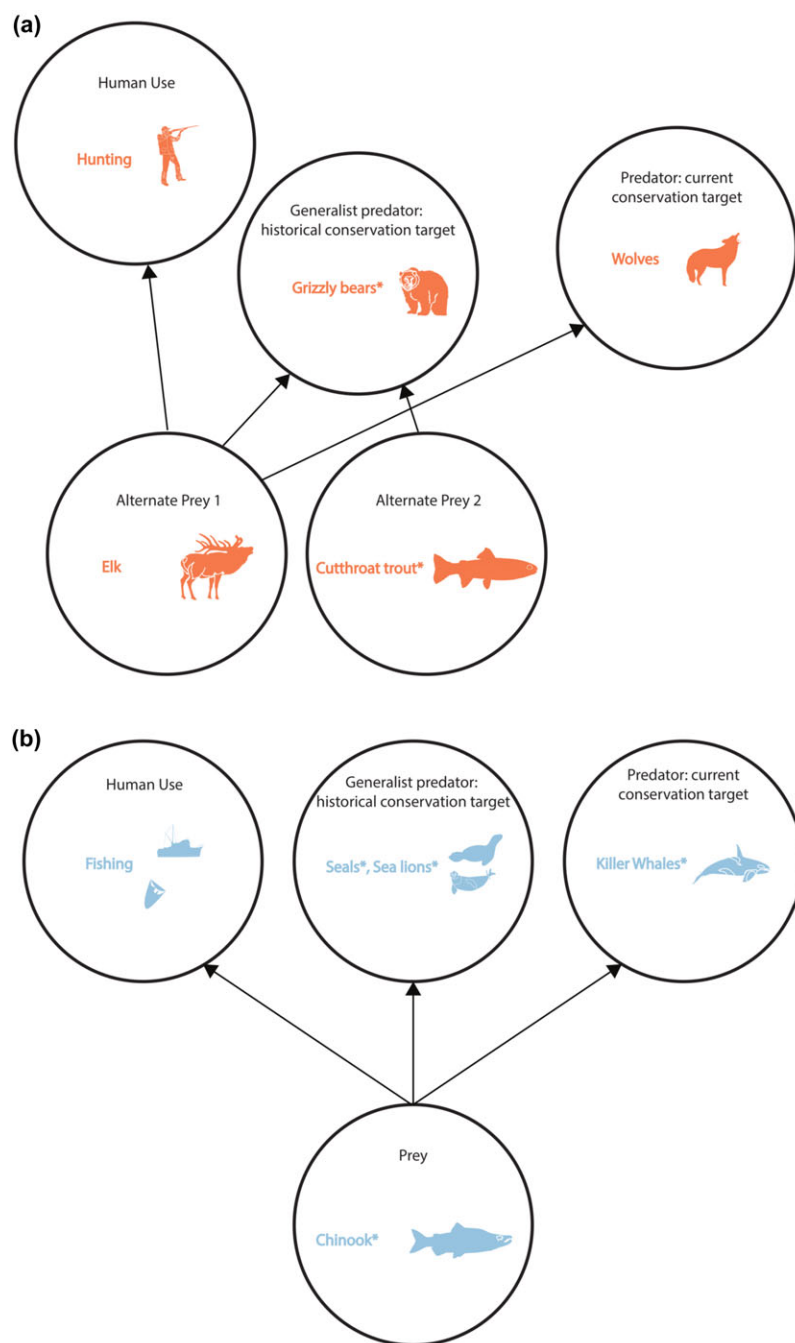 (a)
Human Use
Hunting
Generalist predator:
historical conservation target
Grizzly bears*
Predator: current
conservation target
Wolves
Alternate Prey 1
Elk
Alternate Prey 2
Cutthroat trout*
(b)
Human Use
Fishing
Generalist predator:
historical conservation target
Seals*, Sea lions*
Predator: current
conservation target
Killer Whales*
Prey
Chinook*